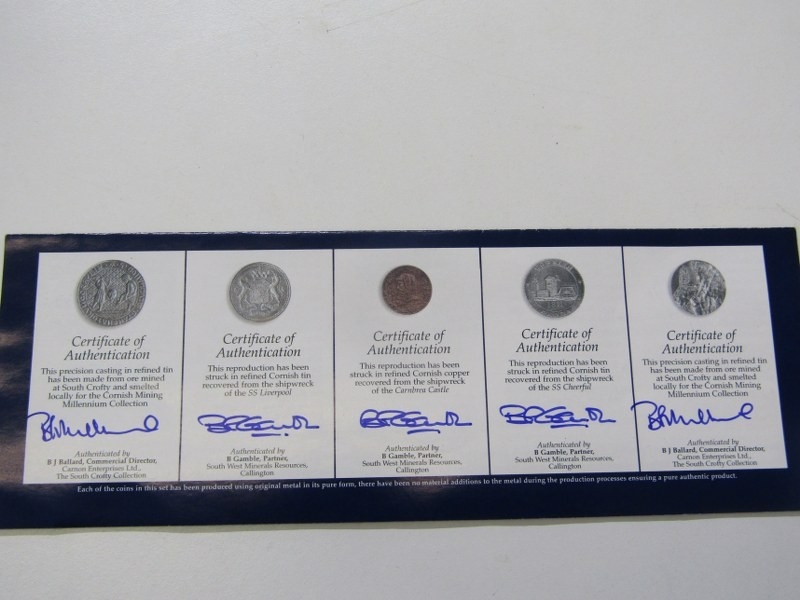 Certificate of
Authentication
This precision casting in refined tin
has been made from ore mined
at South Crofty and smelted
locally for the Cornish Mining
Millennium Collection
Authenticated by
B J Ballard, Commercial Director,
Carnon Enterprises Ltd.,
The South Crofty Collection
Certificate of
Authentication
This reproduction has been
struck in refined Cornish tin
recovered from the shipwreck
of the SS Liverpool
Authenticated by
B Gamble, Partner,
South West Minerals Resources,
Callington
Certificate of
Authentication
This reproduction has been
struck in refined Cornish copper
recovered from the shipwreck
of the Carnbrea Castle
Authenticated by
B Gamble, Partner,
South West Minerals Resources,
Callington
Certificate of
Authentication
This reproduction has been
struck in refined Cornish tin
recovered from the shipwreck
of the SS Cheerful
Authenticated by
B Gamble, Partner,
South West Minerals Resources,
Callington
Certificate of
Authentication
This precision casting in refined tin
has been made from ore mined
at South Crofty and smelted
locally for the Cornish Mining
Millennium Collection
Authenticated by
B J Ballard, Commercial Director,
Carnon Enterprises Ltd.,
The South Crofty Collection
Each of the coins in this set has been produced using original metal in its pure form, there have been no material additions to the metal during the production processes ensuring a pure authentic product.